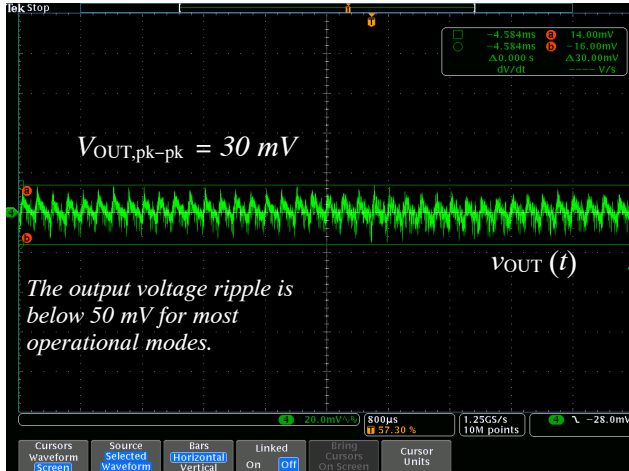 Tek Stop
T
T
−4.584ms a 14.00mV
−4.584ms b −16.00mV
Δ0.000 s Δ30.00mV
dV/dt −−−− V/s
VOUT,pk−pk = 30 mV
a
4
b
vOUT (t)
The output voltage ripple is
below 50 mV for most
operational modes.
4 20.0mV
800µs
T 57.30 %
1.25GS/s
10M points
4 −28.0mV
Cursors
Waveform
Screen
Source
Selected
Waveform
Bars
Horizontal
Vertical
Linked
On Off
Bring
Cursors
On Screen
Cursor
Units